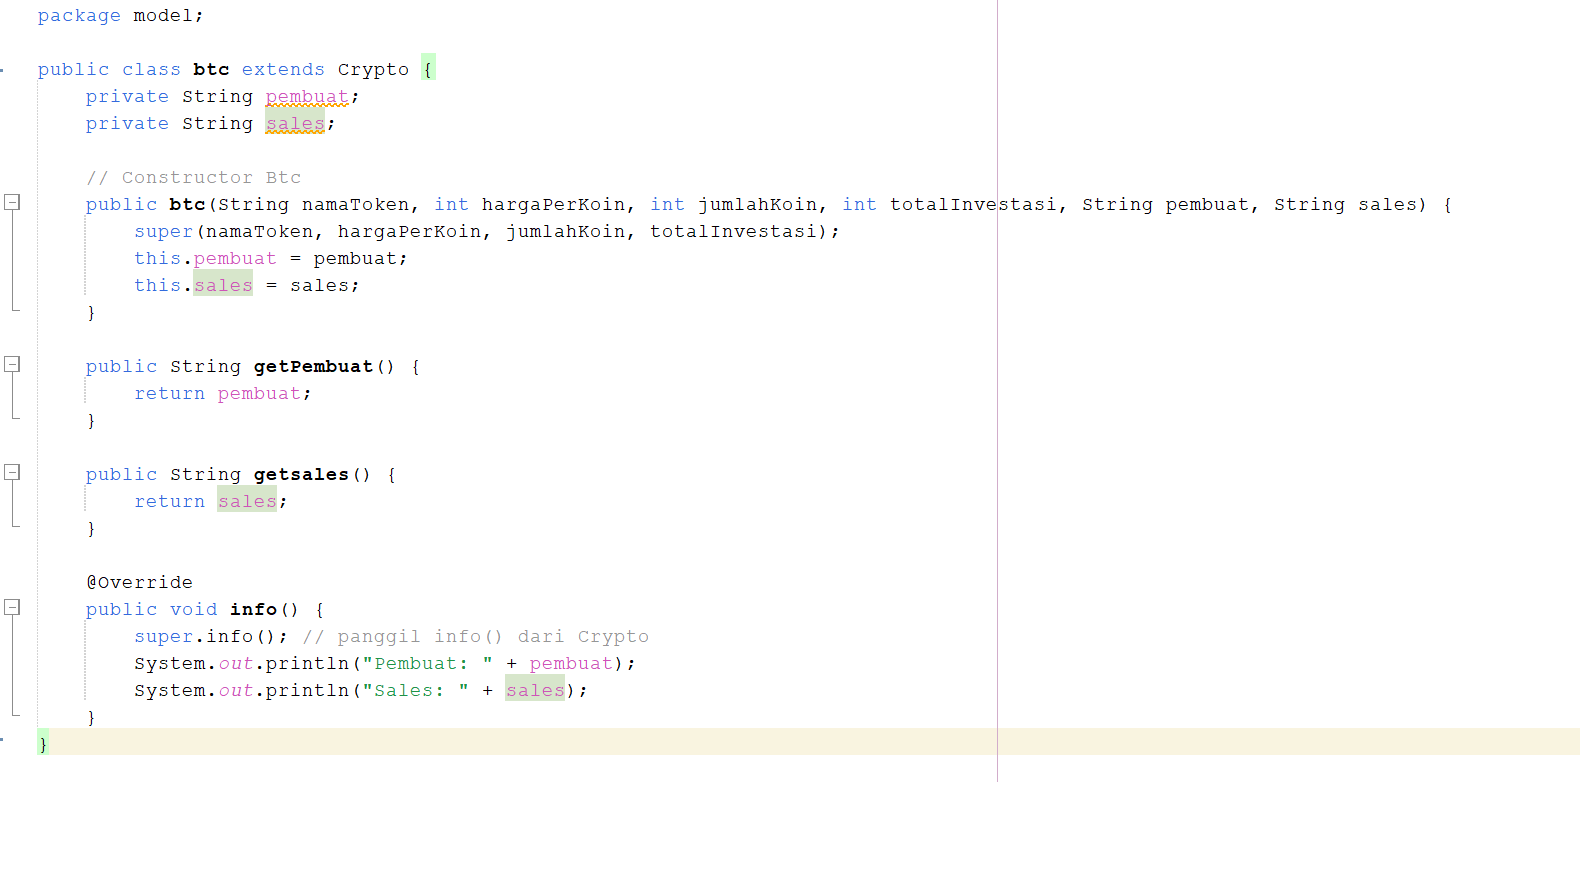 package model;
public class btc extends Crypto {
private String pembuat;
private String sales;
// Constructor Btc
public btc(String namaToken, int hargaPerKoin, int jumlahKoin, int totalInvestasi, String pembuat, String sales) {
super(namaToken, hargaPerKoin, jumlahKoin, totalInvestasi);
this.pembuat = pembuat;
this.sales = sales;
}
public String getPembuat() {
return pembuat;
}
public String getsales() {
return sales;
}
@Override
public void info() {
super.info(); // panggil info() dari Crypto
System.out.println("Pembuat: " + pembuat);
System.out.println("Sales: " + sales);
}
}